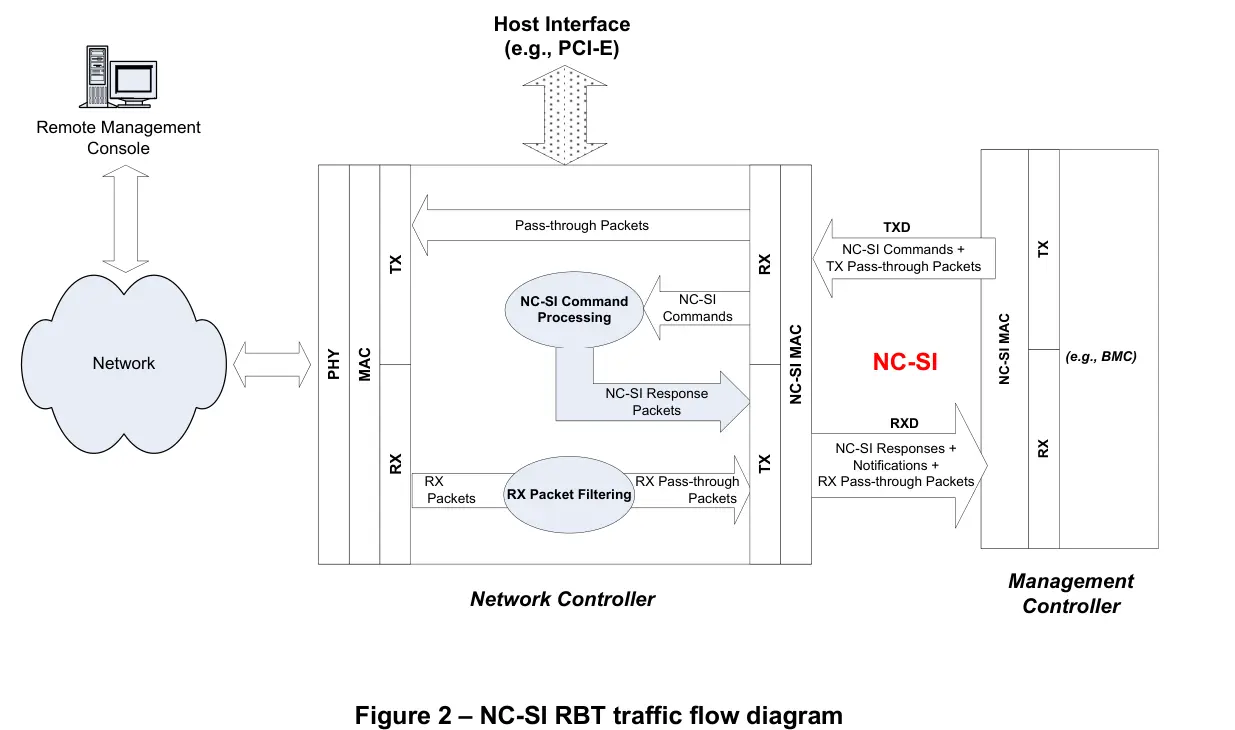 Host Interface
(e.g., PCI-E)
Remote Management
Console
Network
PHY
MAC
TX
RX
Pass-through Packets
NC-SI Command
Processing
NC-SI
Commands
NC-SI Response
Packets
RX
Packets
RX Packet Filtering
RX Pass-through
Packets
RX
TX
NC-SI MAC
Network Controller
TXD
NC-SI Commands +
TX Pass-through Packets
NC-SI
RXD
NC-SI Responses +
Notifications +
RX Pass-through Packets
NC-SI MAC
TX
RX
(e.g., BMC)
Management
Controller
Figure 2 – NC-SI RBT traffic flow diagram